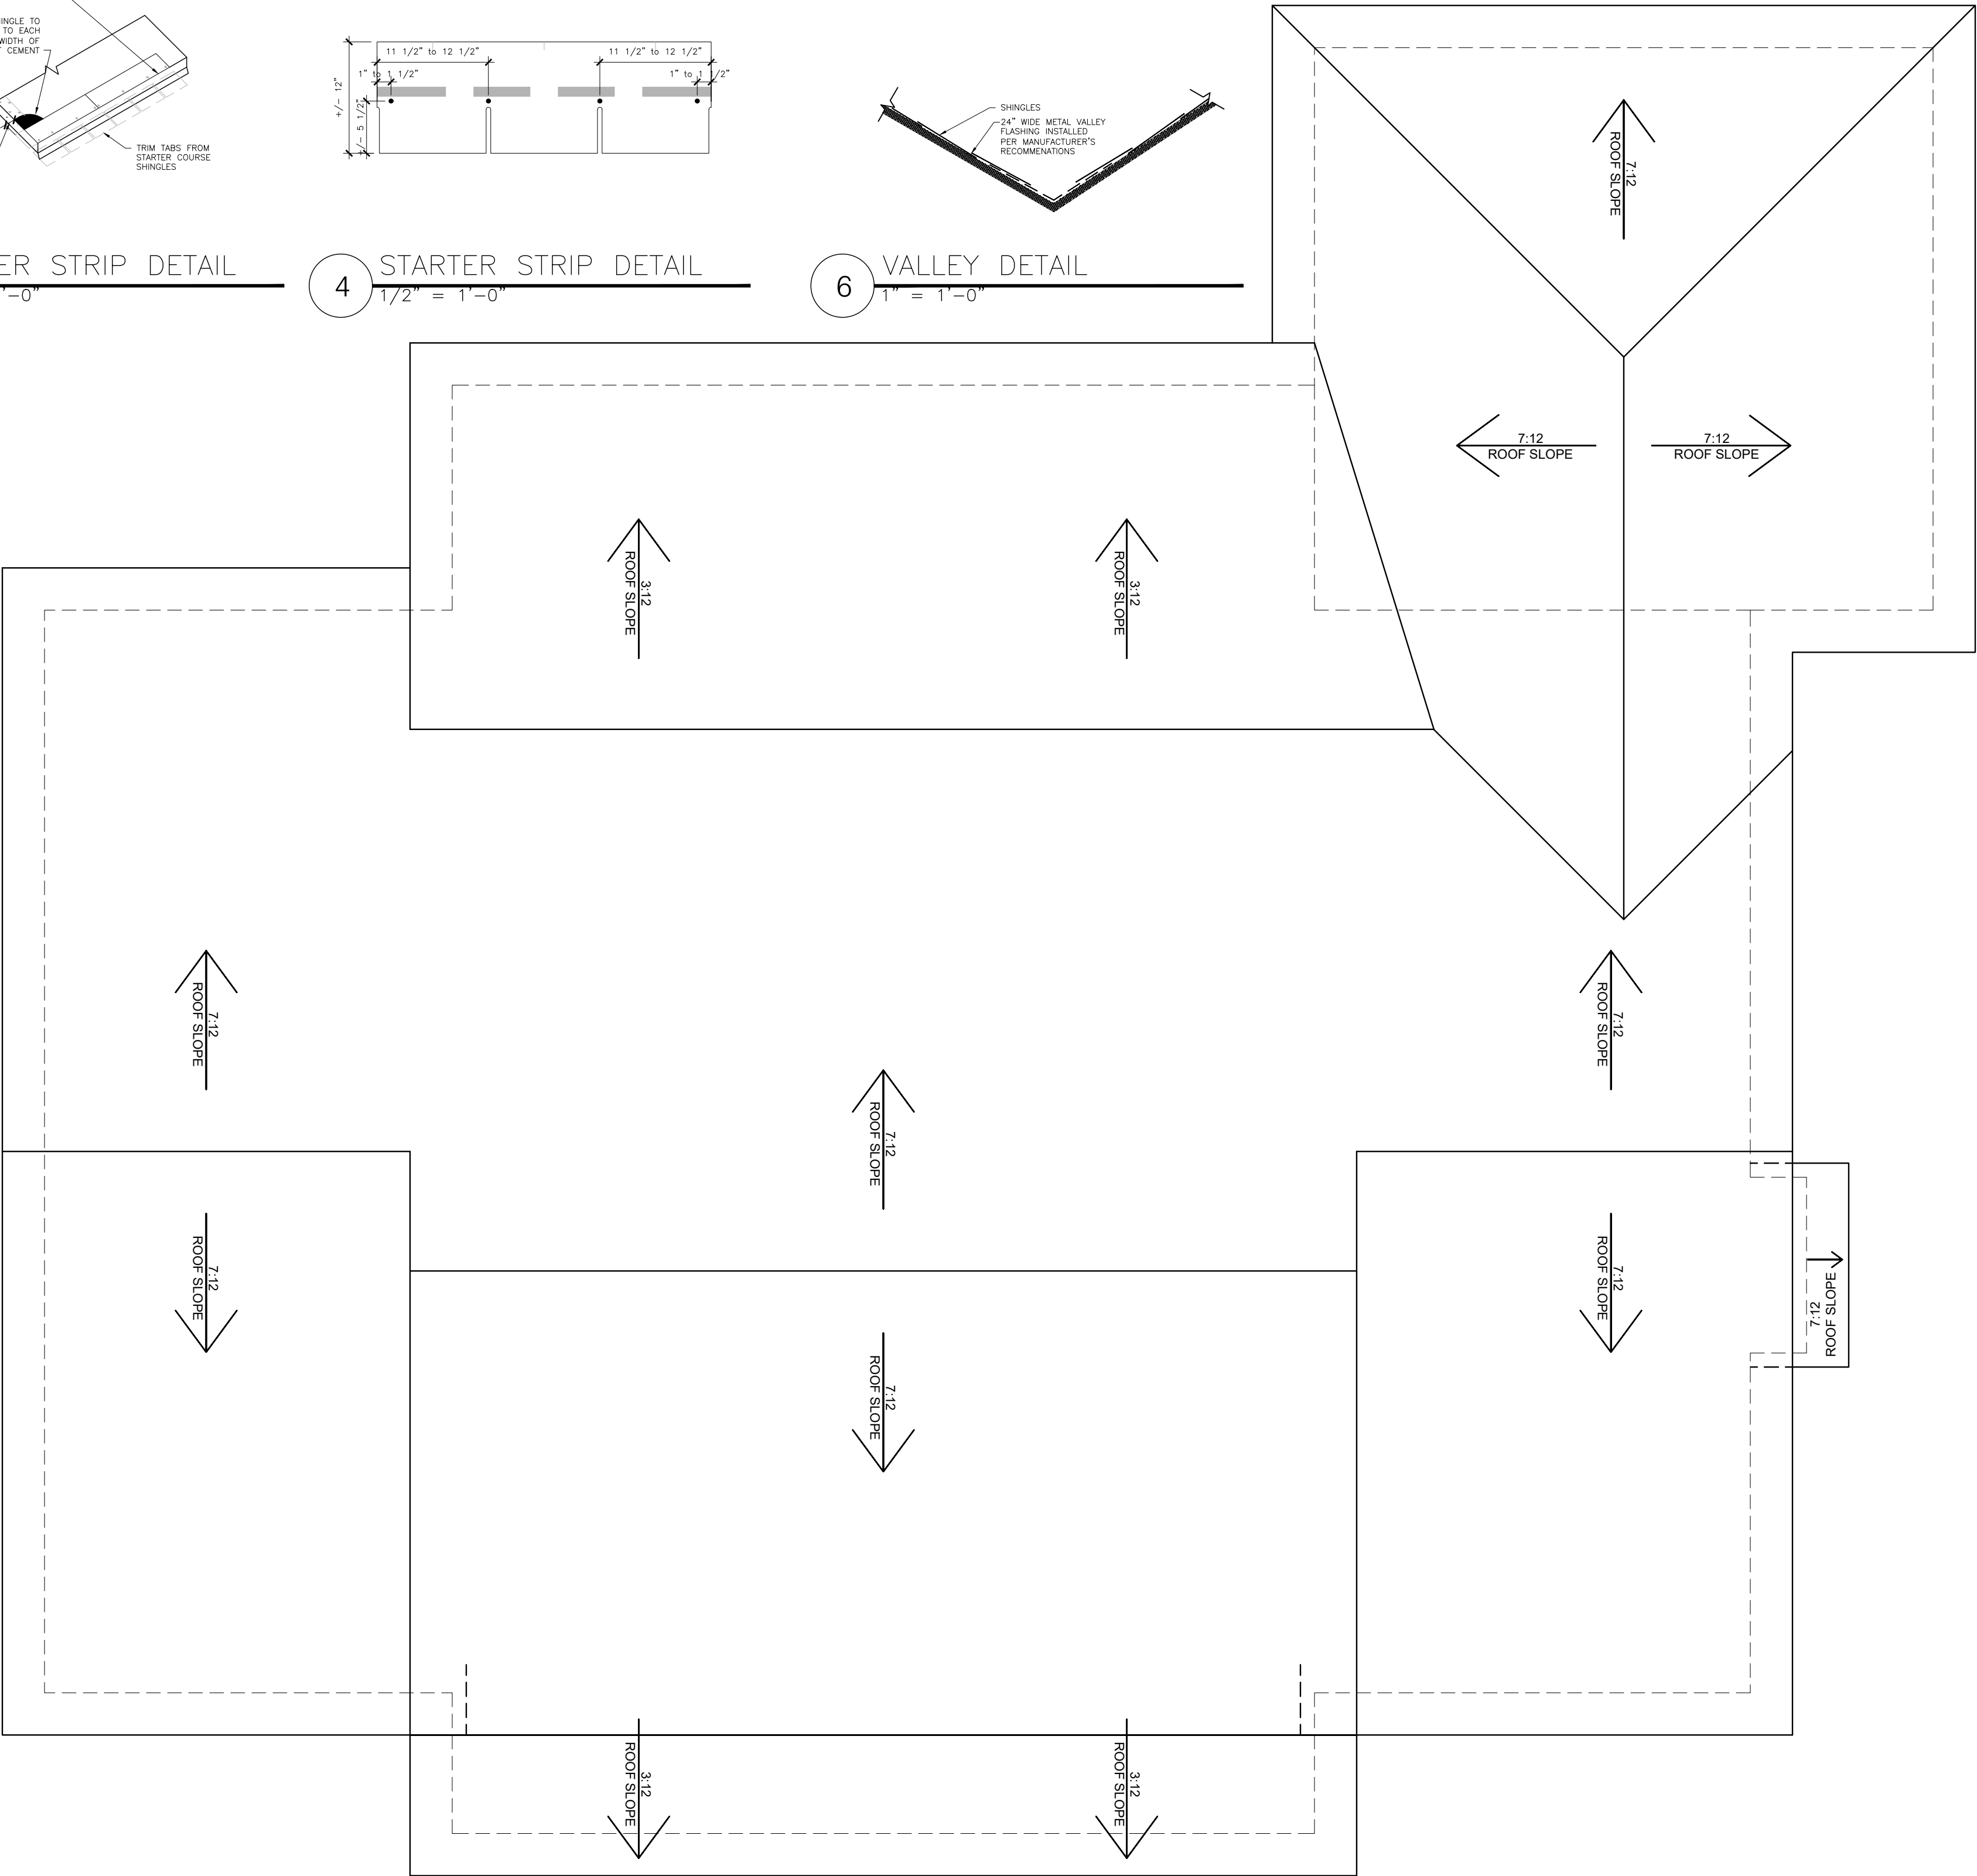 INGLE TO
TO EACH
WIDTH OF
CEMENT
TRIM TABS FROM
STARTER COURSE
SHINGLES
ER STRIP DETAIL
'-0"
11 1/2" to 12 1/2"
11 1/2" to 12 1/2"
1" to 1 1/2"
1" to 1 1/2"
+/- 12"
+/- 5 1/2"
4
STARTER STRIP DETAIL
1/2" = 1'-0"
SHINGLES
24" WIDE METAL VALLEY
FLASHING INSTALLED
PER MANUFACTURER'S
RECOMMENATIONS
6
VALLEY DETAIL
1" = 1'-0"
7:12
ROOF SLOPE
7:12
ROOF SLOPE
7:12
ROOF SLOPE
3:12
ROOF SLOPE
3:12
ROOF SLOPE
7:12
ROOF SLOPE
7:12
ROOF SLOPE
7:12
ROOF SLOPE
7:12
ROOF SLOPE
7:12
ROOF SLOPE
7:12
ROOF SLOPE
7:12
ROOF SLOPE
3:12
ROOF SLOPE
3:12
ROOF SLOPE